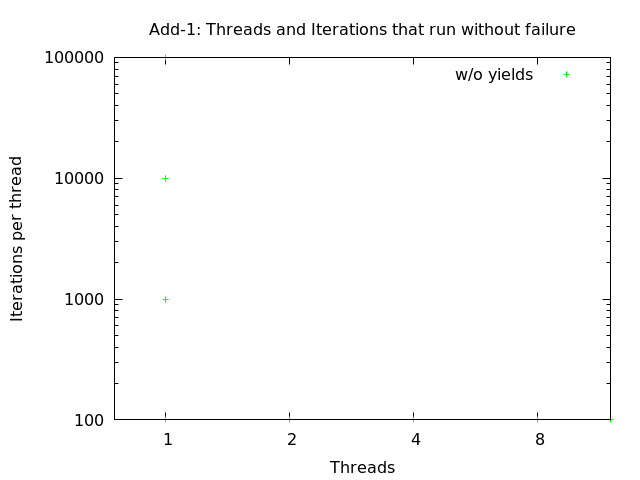 Add-1: Threads and Iterations that run without failure
100000
w/o yields
10000
Iterations per thread
1000
100
1 2 4 8
Threads